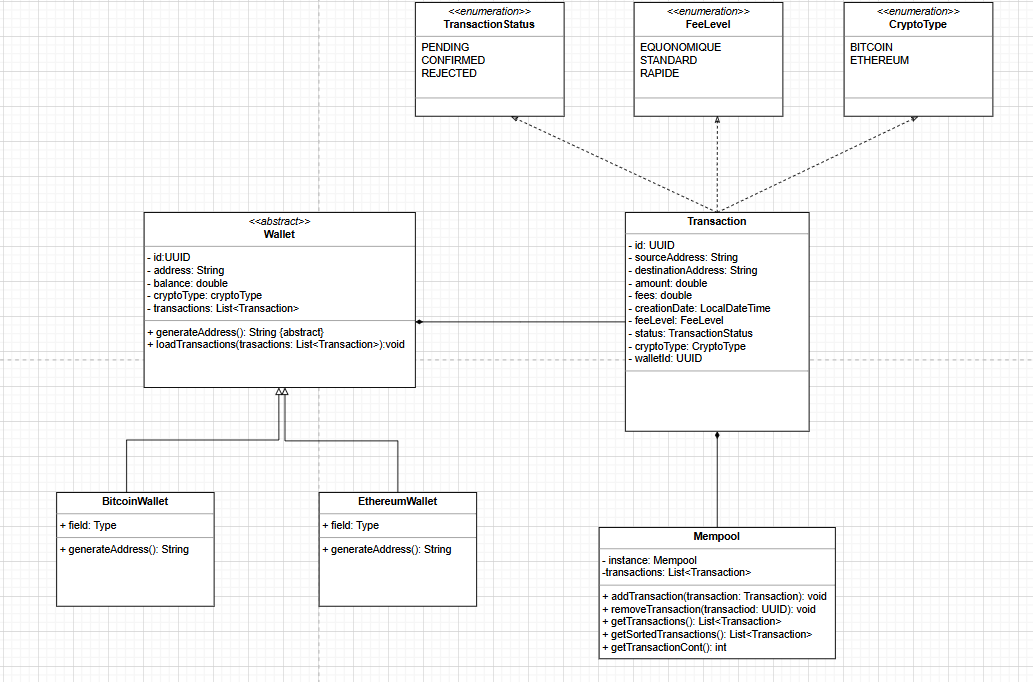 <<enumeration>>
TransactionStatus
PENDING
CONFIRMED
REJECTED
<<enumeration>>
FeeLevel
EQUONOMIQUE
STANDARD
RAPIDE
<<enumeration>>
CryptoType
BITCOIN
ETHEREUM
<<abstract>>
Wallet
- id:UUID
- address: String
- balance: double
- cryptoType: cryptoType
- transactions: List<Transaction>
+ generateAddress(): String {abstract}
+ loadTransactions(trasactions: List<Transaction>):void
Transaction
- id: UUID
- sourceAddress: String
- destinationAddress: String
- amount: double
- fees: double
- creationDate: LocalDateTime
- feeLevel: FeeLevel
- status: TransactionStatus
- cryptoType: CryptoType
- walletId: UUID
BitcoinWallet
+ field: Type
+ generateAddress(): String
EthereumWallet
+ field: Type
+ generateAddress(): String
Mempool
- instance: Mempool
-transactions: List<Transaction>
+ addTransaction(transaction: Transaction): void
+ removeTransaction(transactiod: UUID): void
+ getTransactions(): List<Transaction>
+ getSortedTransactions(): List<Transaction>
+ getTransactionCont(): int